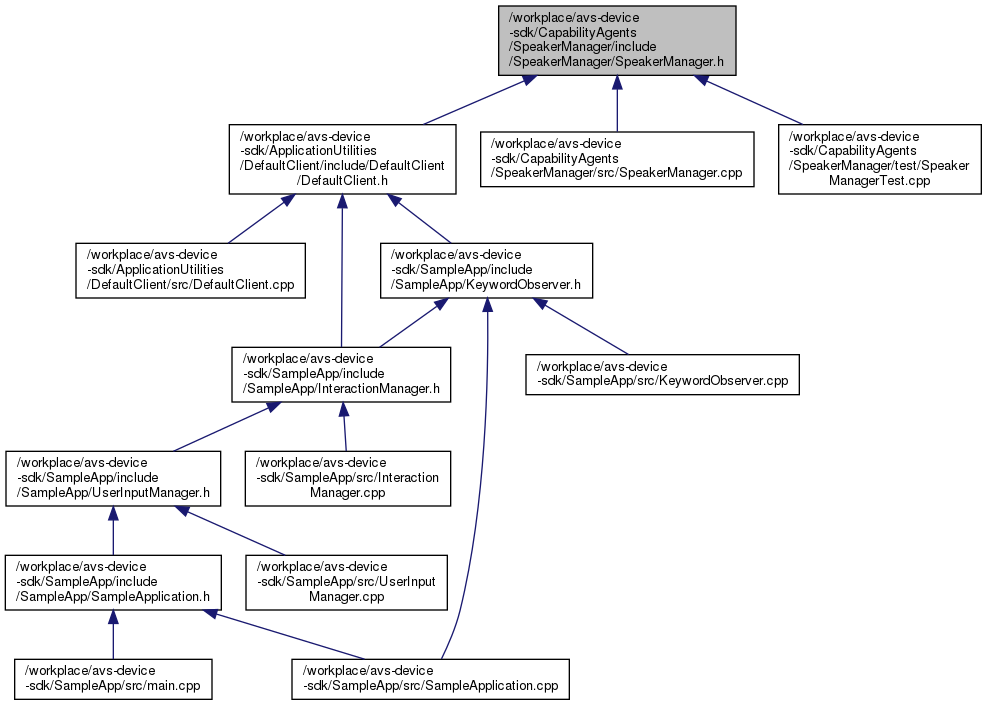 /workplace/avs-device
-sdk/CapabilityAgents
/SpeakerManager/include
/SpeakerManager/SpeakerManager.h
/workplace/avs-device
-sdk/ApplicationUtilities
/DefaultClient/include/DefaultClient
/DefaultClient.h
/workplace/avs-device
-sdk/CapabilityAgents
/SpeakerManager/src/SpeakerManager.cpp
/workplace/avs-device
-sdk/CapabilityAgents
/SpeakerManager/test/Speaker
ManagerTest.cpp
/workplace/avs-device
-sdk/ApplicationUtilities
/DefaultClient/src/DefaultClient.cpp
/workplace/avs-device
-sdk/SampleApp/include
/SampleApp/KeywordObserver.h
/workplace/avs-device
-sdk/SampleApp/include
/SampleApp/InteractionManager.h
/workplace/avs-device
-sdk/SampleApp/src/KeywordObserver.cpp
/workplace/avs-device
-sdk/SampleApp/include
/SampleApp/UserInputManager.h
/workplace/avs-device
-sdk/SampleApp/src/Interaction
Manager.cpp
/workplace/avs-device
-sdk/SampleApp/include
/SampleApp/SampleApplication.h
/workplace/avs-device
-sdk/SampleApp/src/UserInput
Manager.cpp
/workplace/avs-device
-sdk/SampleApp/src/main.cpp
/workplace/avs-device
-sdk/SampleApp/src/SampleApplication.cpp